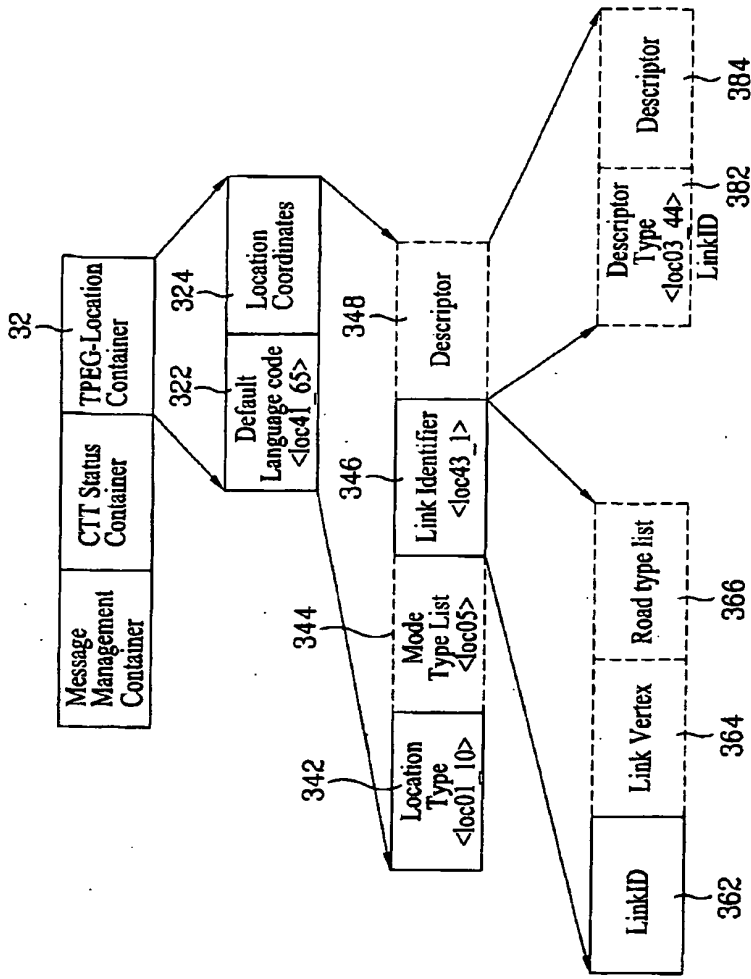 32
Message
Management
Container
CTT Status
Container
TPEG-Location
Container
322
324
Default
Language code
<loc41_65>
Location
Coordinates
342
344
346
348
Location
Type
<loc01_10>
Mode
Type List
<loc05>
Link Identifier
<loc43_1>
Descriptor
LinkID
Link Vertex
Road type list
362
364
366
Descriptor
Type
<loc03_44>
LinkID
Descriptor
382
384